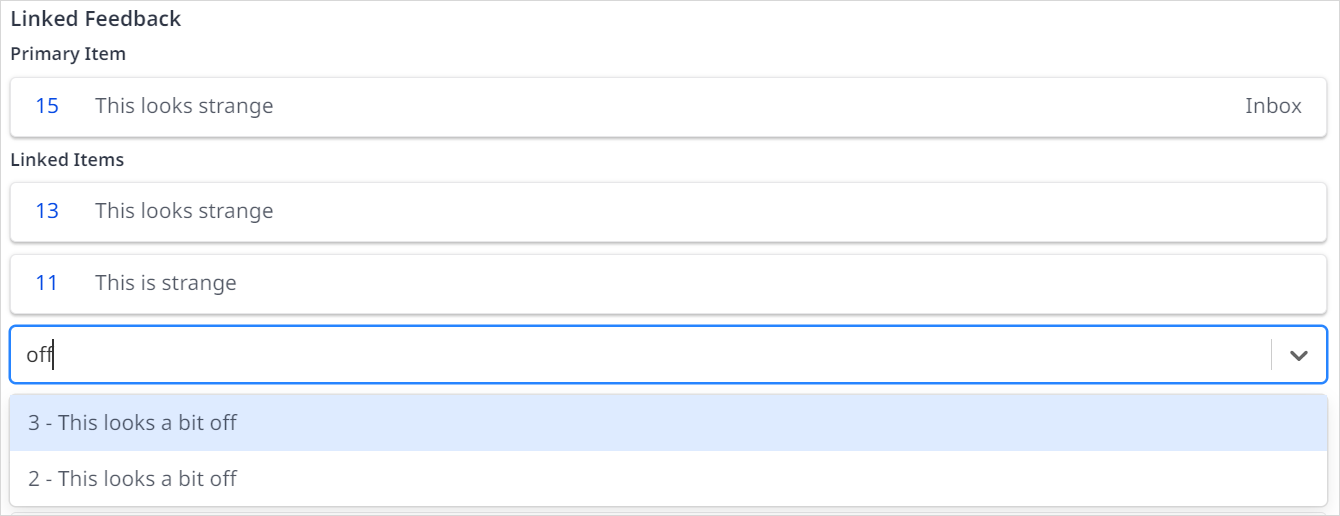 Linked Feedback
Primary Item
15 This looks strange Inbox
Linked Items
13 This looks strange
11 This is strange
off
3 - This looks a bit off
2 - This looks a bit off